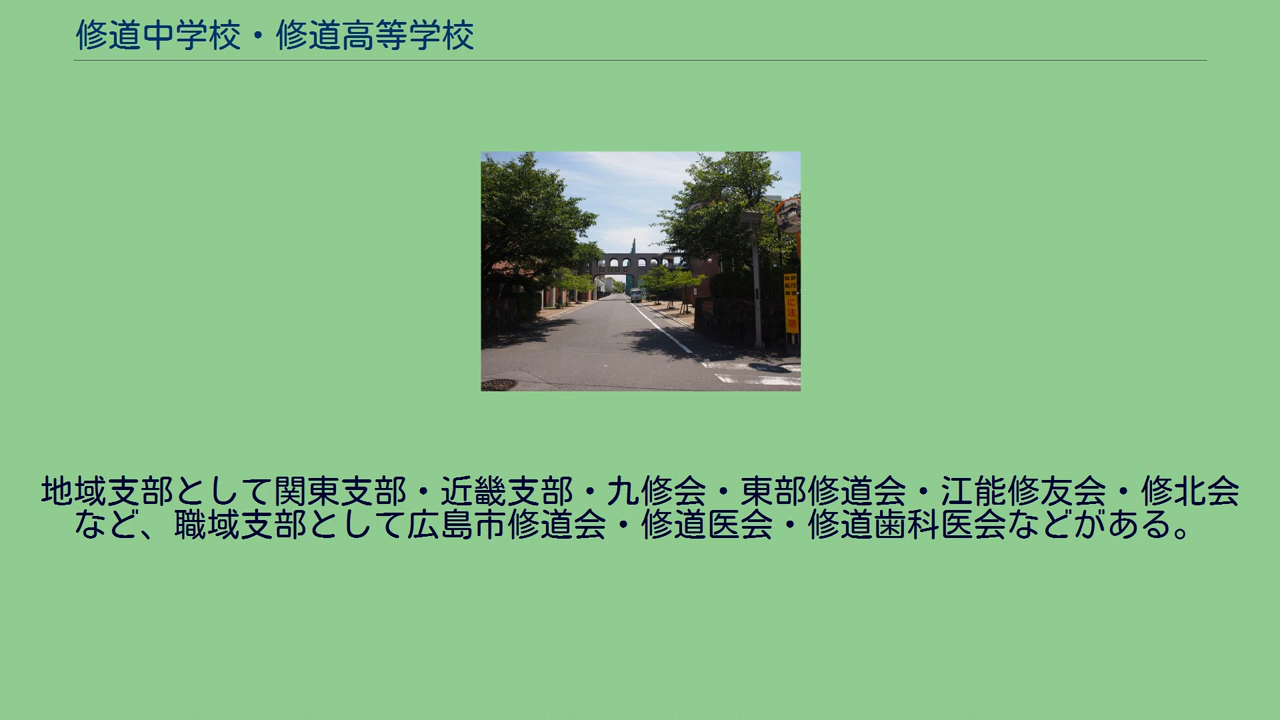 修道中学校・修道高等学校
に注意
地域支部として関東支部・近畿支部・九修会・東部修道会・江能修友会・修北会
など、職域支部として広島市修道会・修道医会・修道歯科医会などがある。